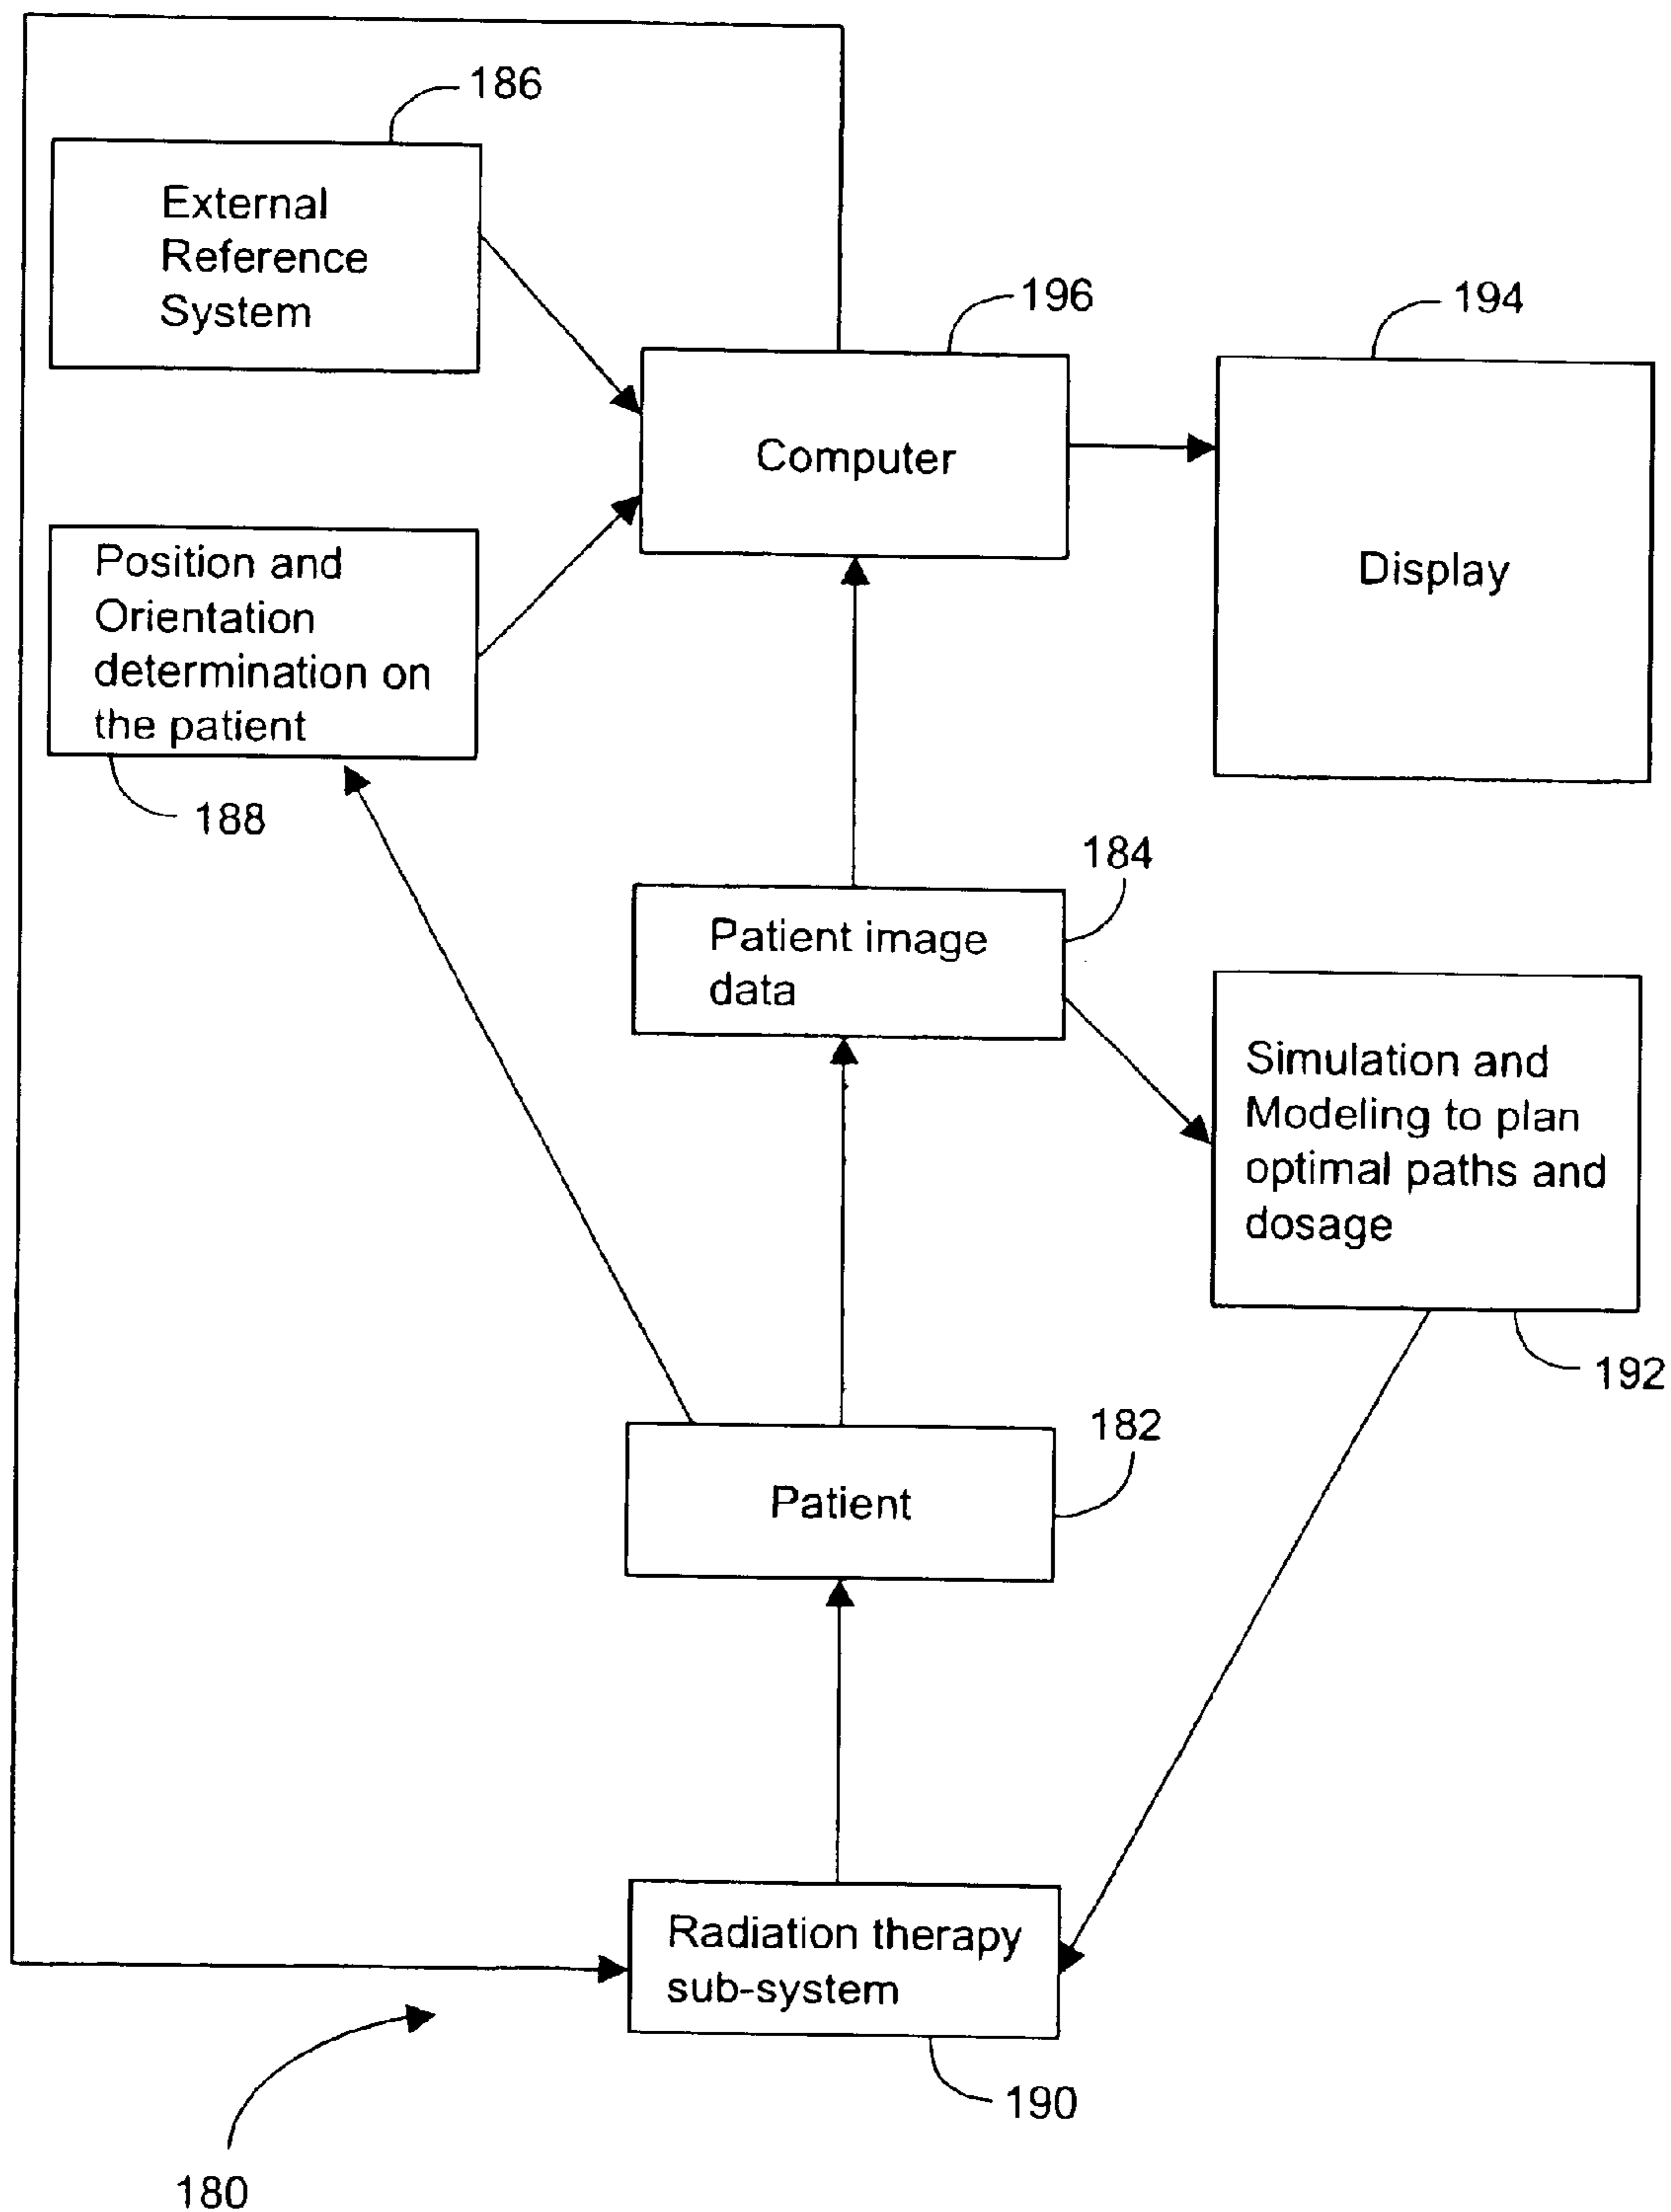 186
External
Reference
System
196
194
Computer
Display
Position and
Orientation
determination on
the patient
188
184
Patient image
data
Simulation and
Modeling to plan
optimal paths and
dosage
192
182
Patient
Radiation therapy
sub-system
190
180